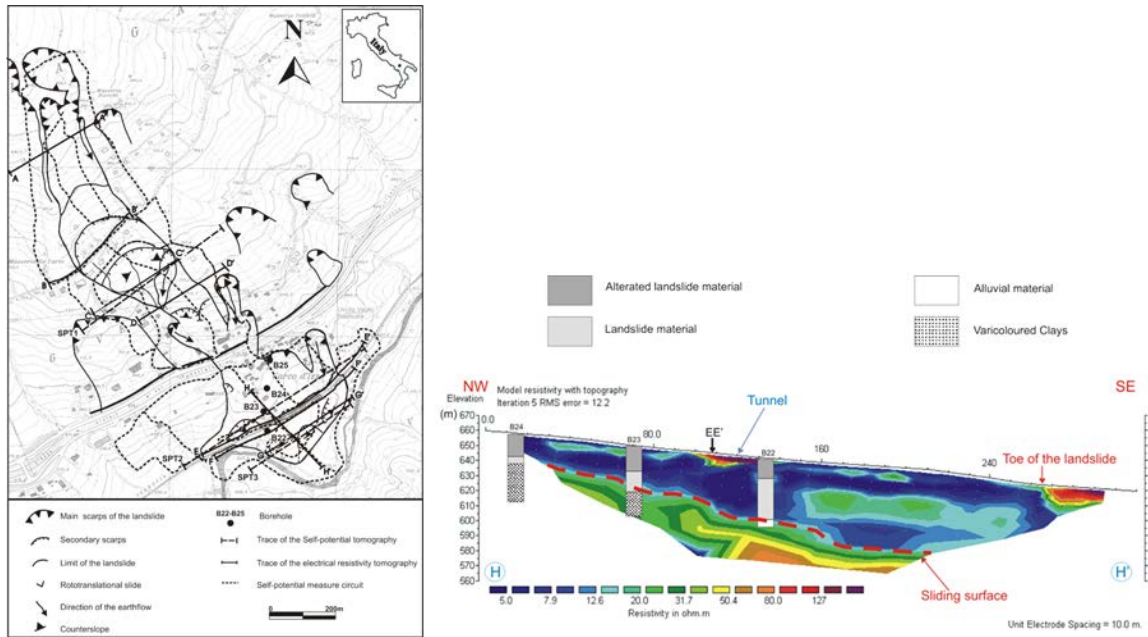 N
Italy
A
A'
B'
B
C'
D'
C
D
SPT1
B25
E'
F'
H
B24
G'
B23
B22
SPT2
E
F
G
H'
SPT3
Main scarps of the landslide
Secondary scarps
Limit of the landslide
Rototranslational slide
Direction of the earthflow
Counterslope
B22-B25
Borehole
Trace of the Self-potential tomography
Trace of the electrical resistivity tomography
Self-potential measure circuit
0 200m
Alterated landslide material
Landslide material
Alluvial material
Varicoloured Clays
NW
SE
Model resistivity with topography
Iteration 5 RMS error = 12.2
Elevation
(m)
670
660
650
640
630
620
610
600
590
580
570
560
0.0
B24
B23
80.0
EE'
Tunnel
B22
160
240
Toe of the landslide
H
H'
Sliding surface
5.0 7.9 12.6 20.0 31.7 50.4 80.0 127
Resistivity in ohm.m
Unit Electrode Spacing = 10.0 m.